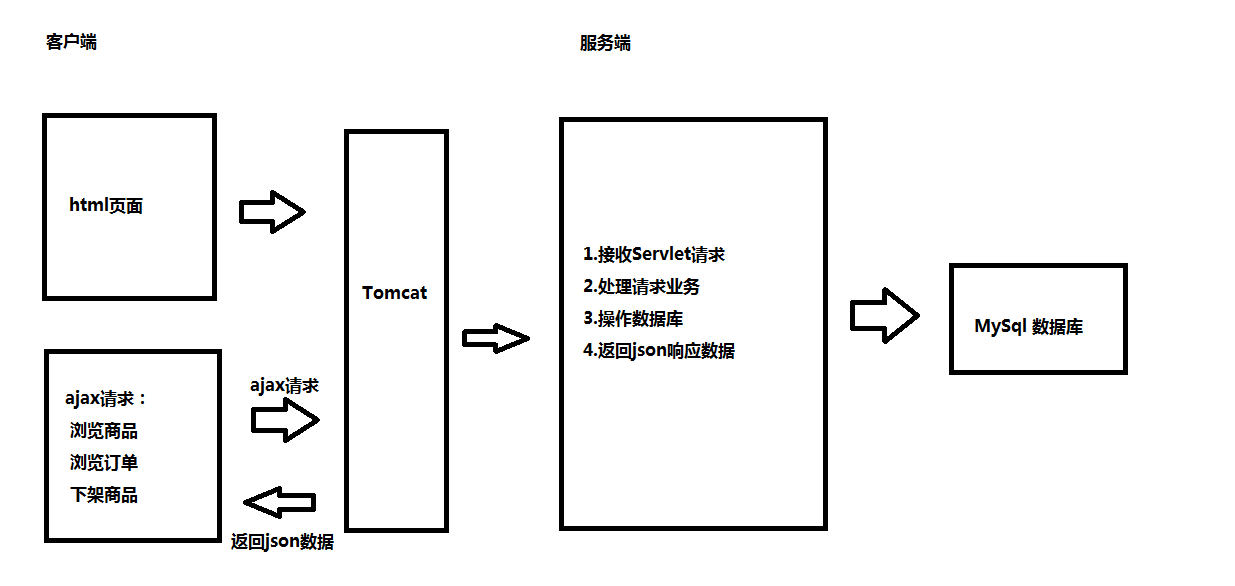 客户端
服务端
html页面
Tomcat
1.接收Servlet请求
2.处理请求业务
3.操作数据库
4.返回json响应数据
MySql 数据库
ajax请求：
浏览商品
浏览订单
下架商品
ajax请求
返回json数据